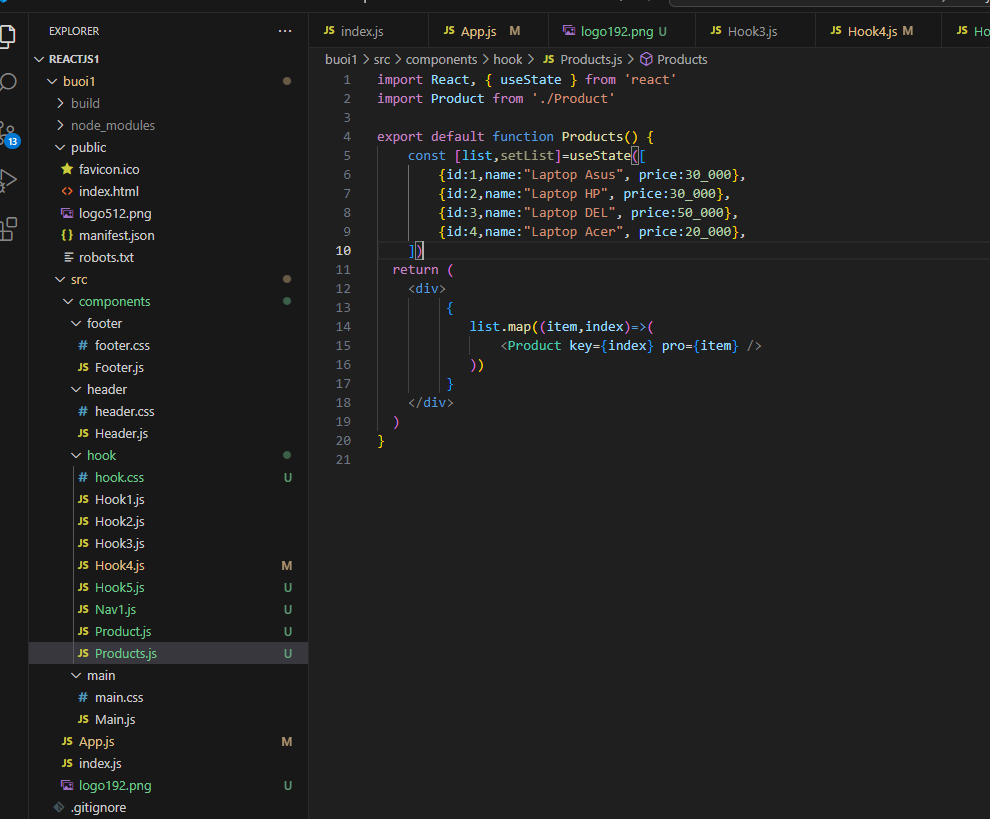 EXPLORER
REACTJS1
buoi1
build
node_modules
public
favicon.ico
index.html
logo512.png
manifest.json
robots.txt
src
components
footer
footer.css
Footer.js
header
header.css
Header.js
hook
hook.css U
Hook1.js
Hook2.js
Hook3.js
Hook4.js M
Hook5.js U
Nav1.js U
Product.js U
Products.js U
main
main.css
Main.js
App.js M
index.js
logo192.png U
.gitignore
13
JS index.js JS App.js M logo192.png U JS Hook3.js JS Hook4.js M JS Ho
buoi1 > src > components > hook > JS Products.js > Products
1 import React, { useState } from 'react'
2 import Product from './Product'
3
4 export default function Products() {
5 const [list,setList]=useState([
6 {id:1,name:"Laptop Asus", price:30_000},
7 {id:2,name:"Laptop HP", price:30_000},
8 {id:3,name:"Laptop DEL", price:50_000},
9 {id:4,name:"Laptop Acer", price:20_000},
10 ])
11 return (
12 <div>
13 {
14 list.map((item,index)=>(
15 <Product key={index} pro={item} />
16 ))
17 }
18 </div>
19 )
20 }
21